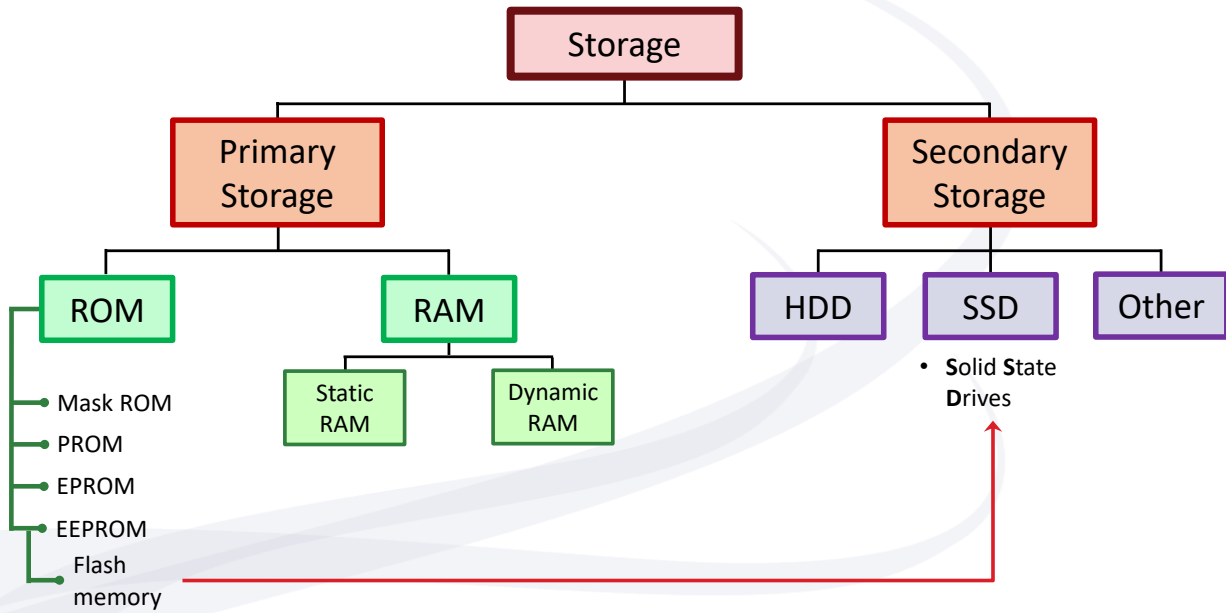 Storage
Primary
Storage
Secondary
Storage
ROM
RAM
HDD
SSD
Other
Static
RAM
Dynamic
RAM
• Solid State
Drives
Mask ROM
PROM
EPROM
EEPROM
Flash
memory